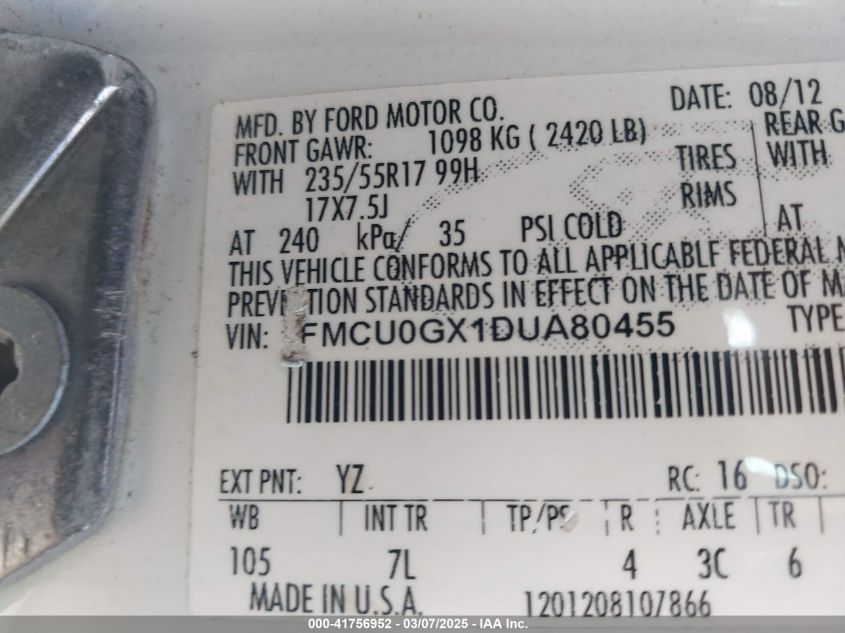 MFD. BY FORD MOTOR CO. DATE: 08/12
FRONT GAWR: 1098 KG ( 2420 LB) REAR G
WITH 235/55R17 99H TIRES WITH
17X7.5J RIMS
AT 240 kPa/ 35 PSI COLD AT
THIS VEHICLE CONFORMS TO ALL APPLICABLE FEDERAL M
PREV TION STANDARDS IN EFFECT ON THE DATE OF MA
VIN: FMCU0GX1DUA80455 TYPE
EXT PNT: YZ RC: 16 DSO:
WB INT TR TP/PS R AXLE TR
105 7L 4 3C 6
MADE IN U.S.A. 1201208107866
000-41756952 - 03/07/2025 - IAA Inc.